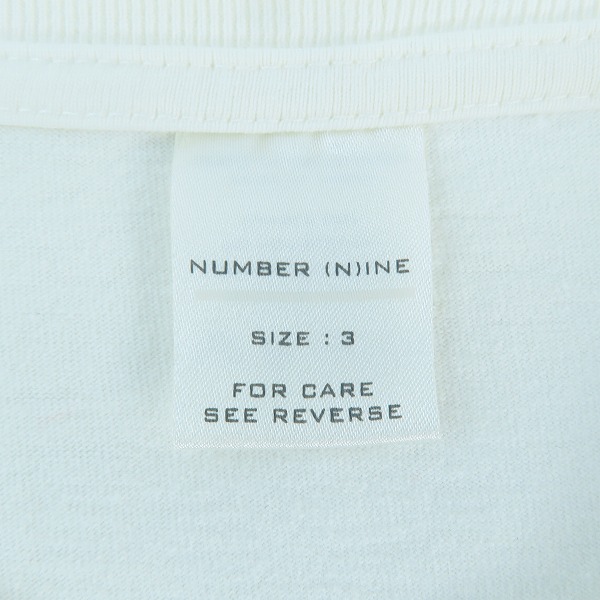 NUMBER (N)INE
SIZE : 3
FOR CARE
SEE REVERSE